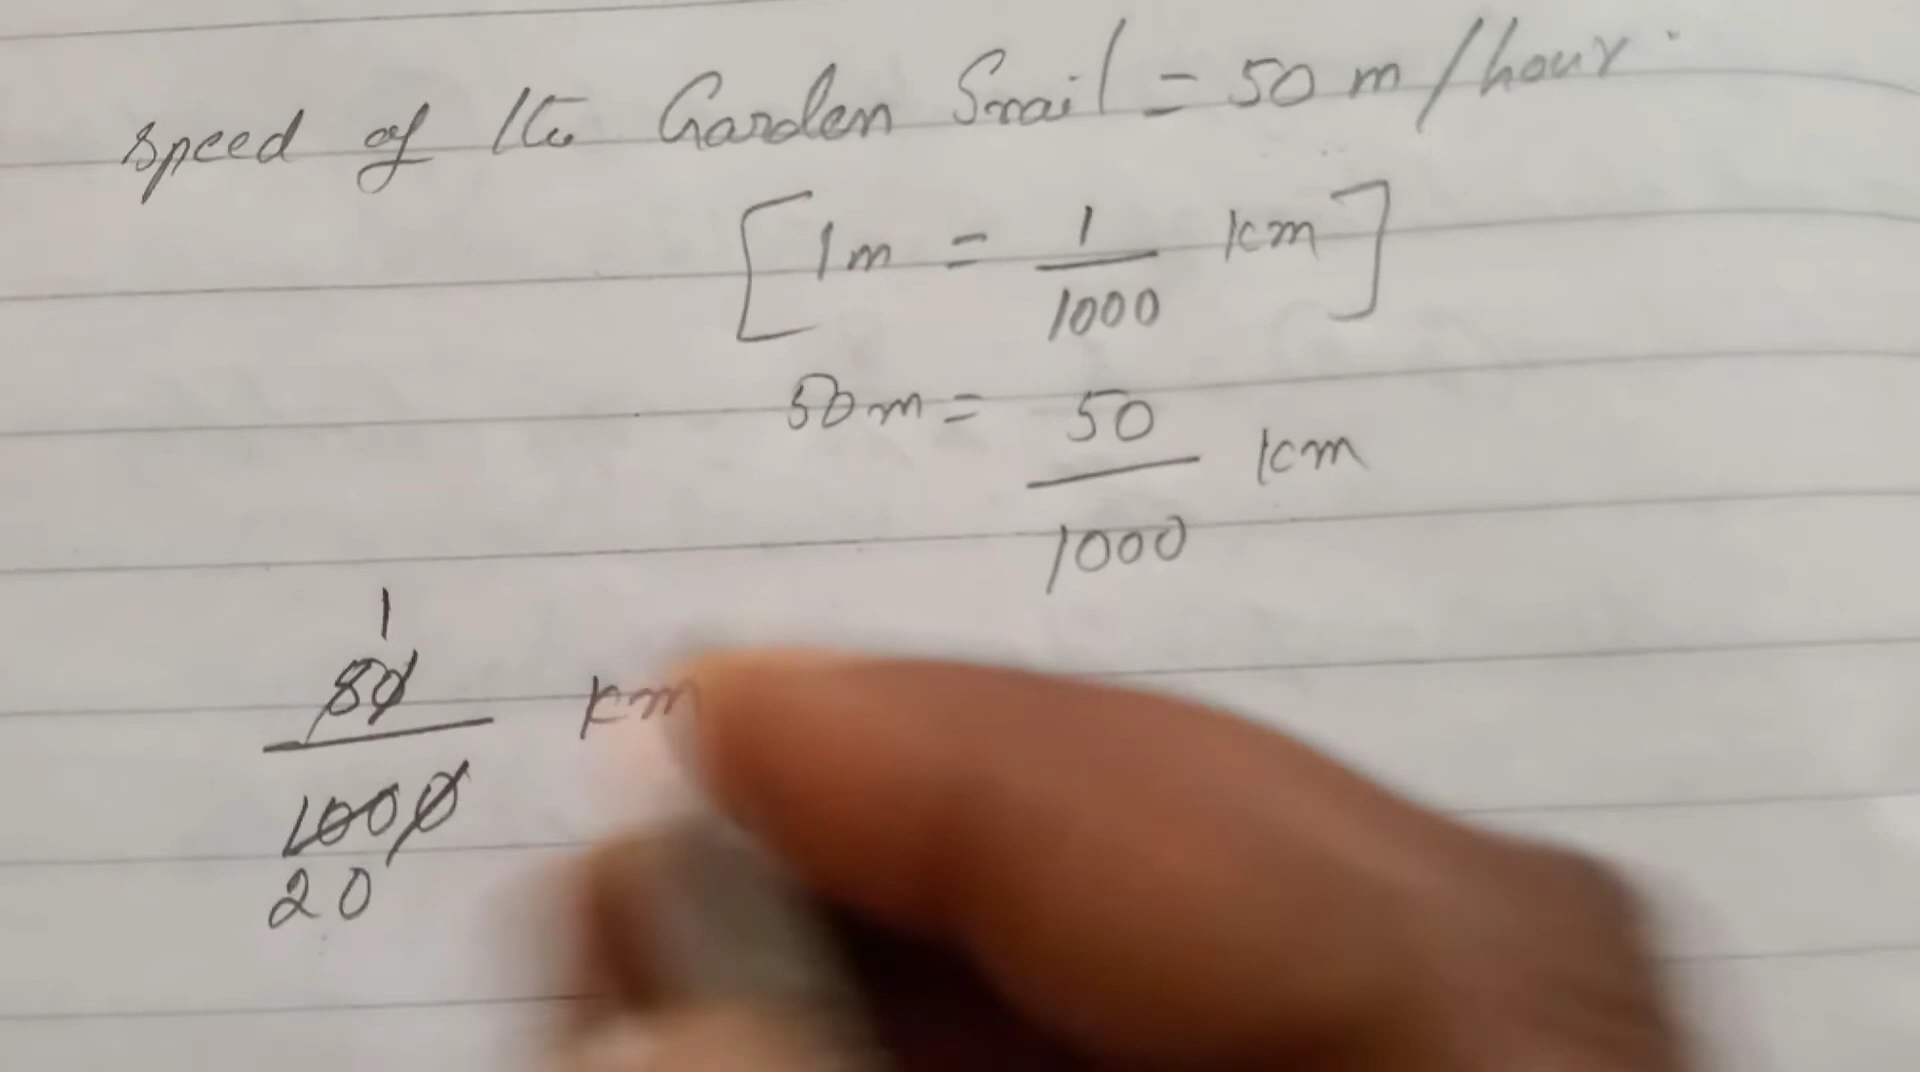 speed of the Garden Snail = 50 m/hour.
[1m = 1/1000 km]
50m = 50/1000 km
1
50/1000 km
20